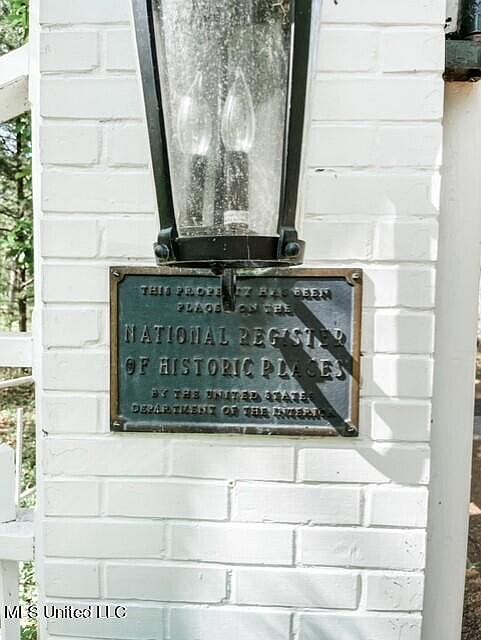 THIS PROPERTY HAS BEEN
PLACED ON THE
NATIONAL REGISTER
OF HISTORIC PLACES
BY THE UNITED STATES
DEPARTMENT OF THE INTERIOR
MLS United LLC